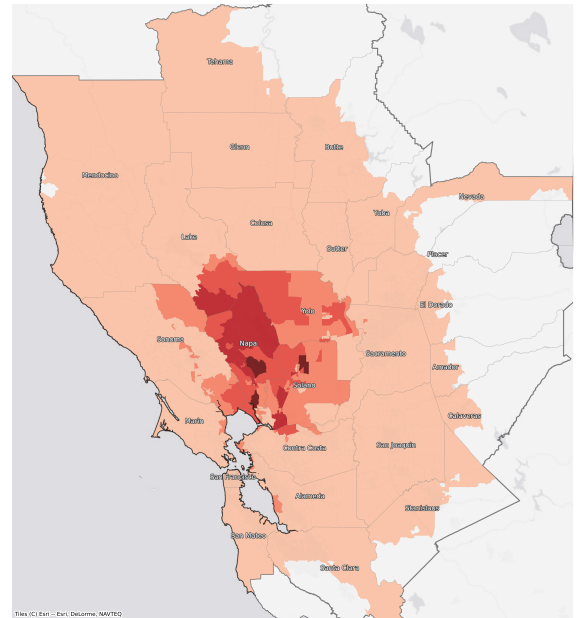 Tehama
Glenn
Butte
Mendocino
Nevada
Yuba
Colusa
Lake
Sutter
Placer
El Dorado
Yolo
Sonoma
Napa
Sacramento
Amador
Solano
Calaveras
Marin
Contra Costa
San Joaquin
San Francisco
Alameda
Stanislaus
San Mateo
Santa Clara
Tiles (C) Esri -- Esri, DeLorme, NAVTEQ